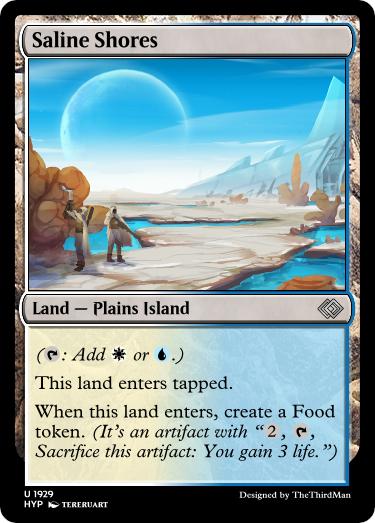 Saline Shores
Land — Plains Island
(: Add or .)
This land enters tapped.
When this land enters, create a Food
token. (It's an artifact with “2, ,
Sacrifice this artifact: You gain 3 life.”)
U 1929
HYP TERERUART
Designed by TheThirdMan